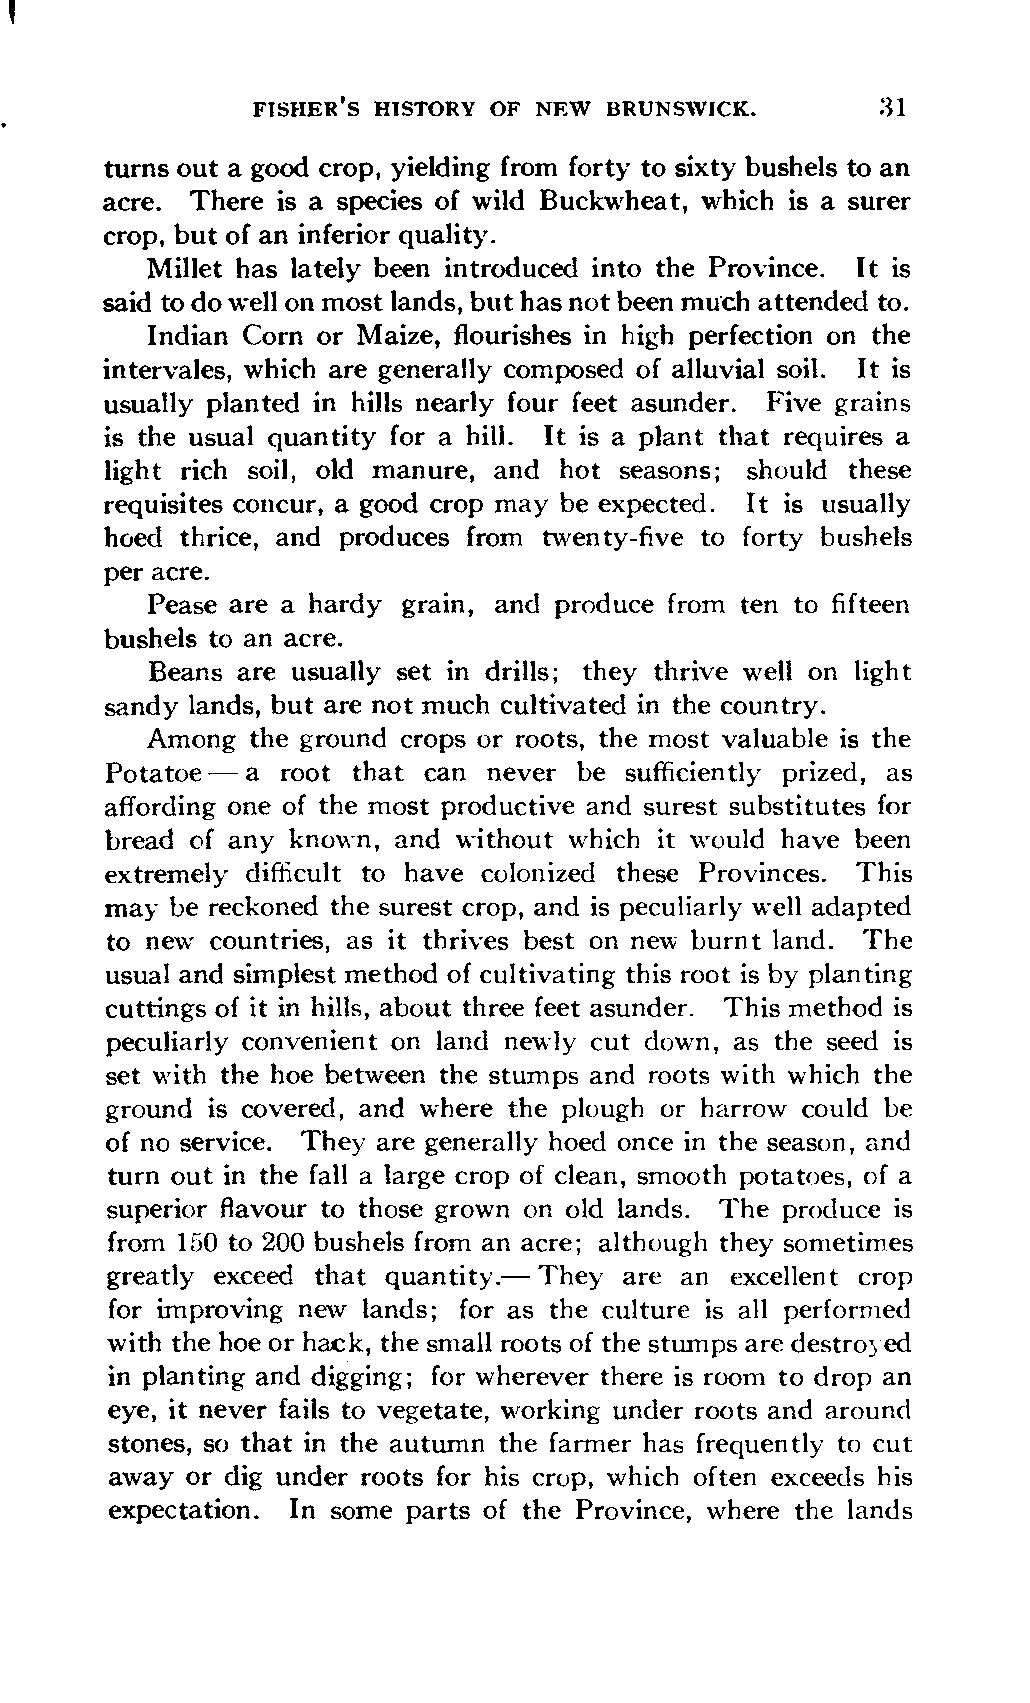 FISHER'S HISTORY OF NEW BRUNSWICK. 31
turns out a good crop, yielding from forty to sixty bushels to an
acre. There is a species of wild Buckwheat, which is a surer
crop, but of an inferior quality.
Millet has lately been introduced into the Province. It is
said to do well on most lands, but has not been much attended to.
Indian Corn or Maize, flourishes in high perfection on the
intervales, which are generally composed of alluvial soil. It is
usually planted in hills nearly four feet asunder. Five grains
is the usual quantity for a hill. It is a plant that requires a
light rich soil, old manure, and hot seasons; should these
requisites concur, a good crop may be expected. It is usually
hoed thrice, and produces from twenty-five to forty bushels
per acre.
Pease are a hardy grain, and produce from ten to fifteen
bushels to an acre.
Beans are usually set in drills; they thrive well on light
sandy lands, but are not much cultivated in the country.
Among the ground crops or roots, the most valuable is the
Potatoe — a root that can never be sufficiently prized, as
affording one of the most productive and surest substitutes for
bread of any known, and without which it would have been
extremely difficult to have colonized these Provinces. This
may be reckoned the surest crop, and is peculiarly well adapted
to new countries, as it thrives best on new burnt land. The
usual and simplest method of cultivating this root is by planting
cuttings of it in hills, about three feet asunder. This method is
peculiarly convenient on land newly cut down, as the seed is
set with the hoe between the stumps and roots with which the
ground is covered, and where the plough or harrow could be
of no service. They are generally hoed once in the season, and
turn out in the fall a large crop of clean, smooth potatoes, of a
superior flavour to those grown on old lands. The produce is
from 150 to 200 bushels from an acre; although they sometimes
greatly exceed that quantity.— They are an excellent crop
for improving new lands; for as the culture is all performed
with the hoe or hack, the small roots of the stumps are destroyed
in planting and digging; for wherever there is room to drop an
eye, it never fails to vegetate, working under roots and around
stones, so that in the autumn the farmer has frequently to cut
away or dig under roots for his crop, which often exceeds his
expectation. In some parts of the Province, where the lands